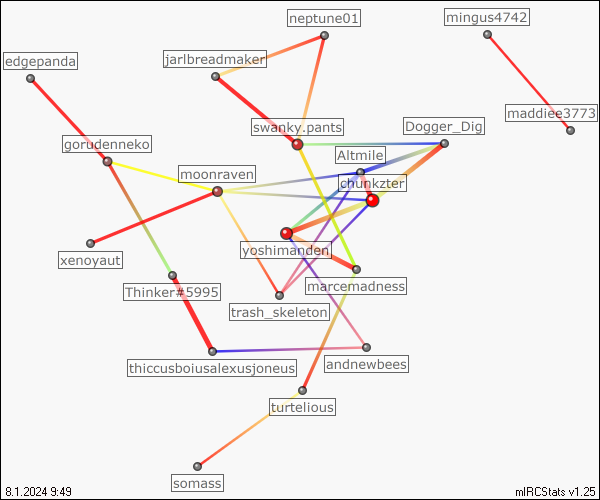 neptune01
mingus4742
edgepanda
jarlbreadmaker
maddiee3773
swanky.pants
Dogger_Dig
gorudenneko
Altmile
moonraven
chunkzter
yoshimanden
xenoyaut
marcemadness
Thinker#5995
trash_skeleton
andnewbees
thiccusboiusalexusjoneus
turtelious
somass
8.1.2024 9:49
mIRCStats v1.25